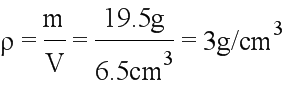 ρ = m/V = 19.5g/6.5cm³ = 3g/cm³